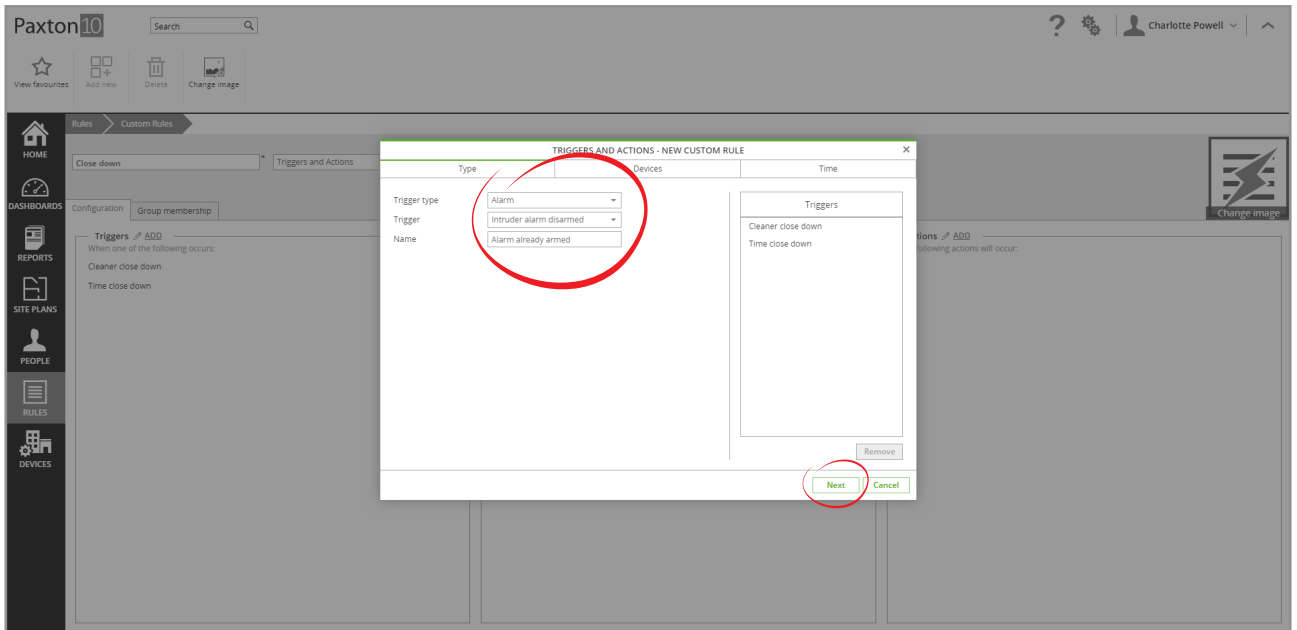 Paxton10
Search
?
Charlotte Powell
View favourites
Add new
Delete
Change image
HOME
DASHBOARDS
REPORTS
SITE PLANS
PEOPLE
RULES
DEVICES
Rules
Custom Rules
Close down
*
Triggers and Actions
Change image
Configuration
Group membership
Triggers ADD
When one of the following occurs:
Cleaner close down
Time close down
tions ADD
following actions will occur:
TRIGGERS AND ACTIONS - NEW CUSTOM RULE
Type
Devices
Time
Trigger type
Alarm
Trigger
Intruder alarm disarmed
Name
Alarm already armed
Triggers
Cleaner close down
Time close down
Remove
Next
Cancel